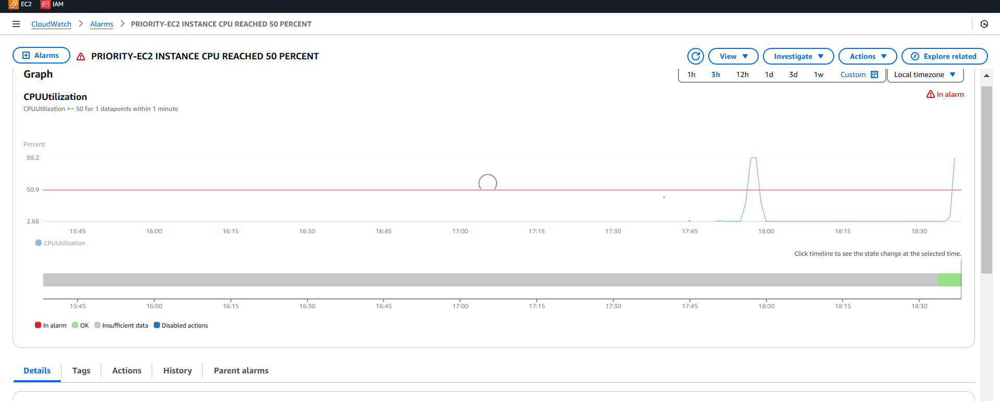 EC2 IAM
CloudWatch Alarms PRIORITY-EC2 INSTANCE CPU REACHED 50 PERCENT
Alarms PRIORITY-EC2 INSTANCE CPU REACHED 50 PERCENT View Investigate Actions Explore related
Graph 1h 3h 12h 1d 3d 1w Custom Local timezone
CPUUtilization In alarm
CPUUtilization >= 50 for 1 datapoints within 1 minute
Percent
99.2
50.9
2.68
15:45 16:00 16:15 16:30 16:45 17:00 17:15 17:30 17:45 18:00 18:15 18:30
CPUUtilization
Click timeline to see the state change at the selected time.
15:45 16:00 16:15 16:30 16:45 17:00 17:15 17:30 17:45 18:00 18:15 18:30
In alarm OK Insufficient data Disabled actions
Details Tags Actions History Parent alarms